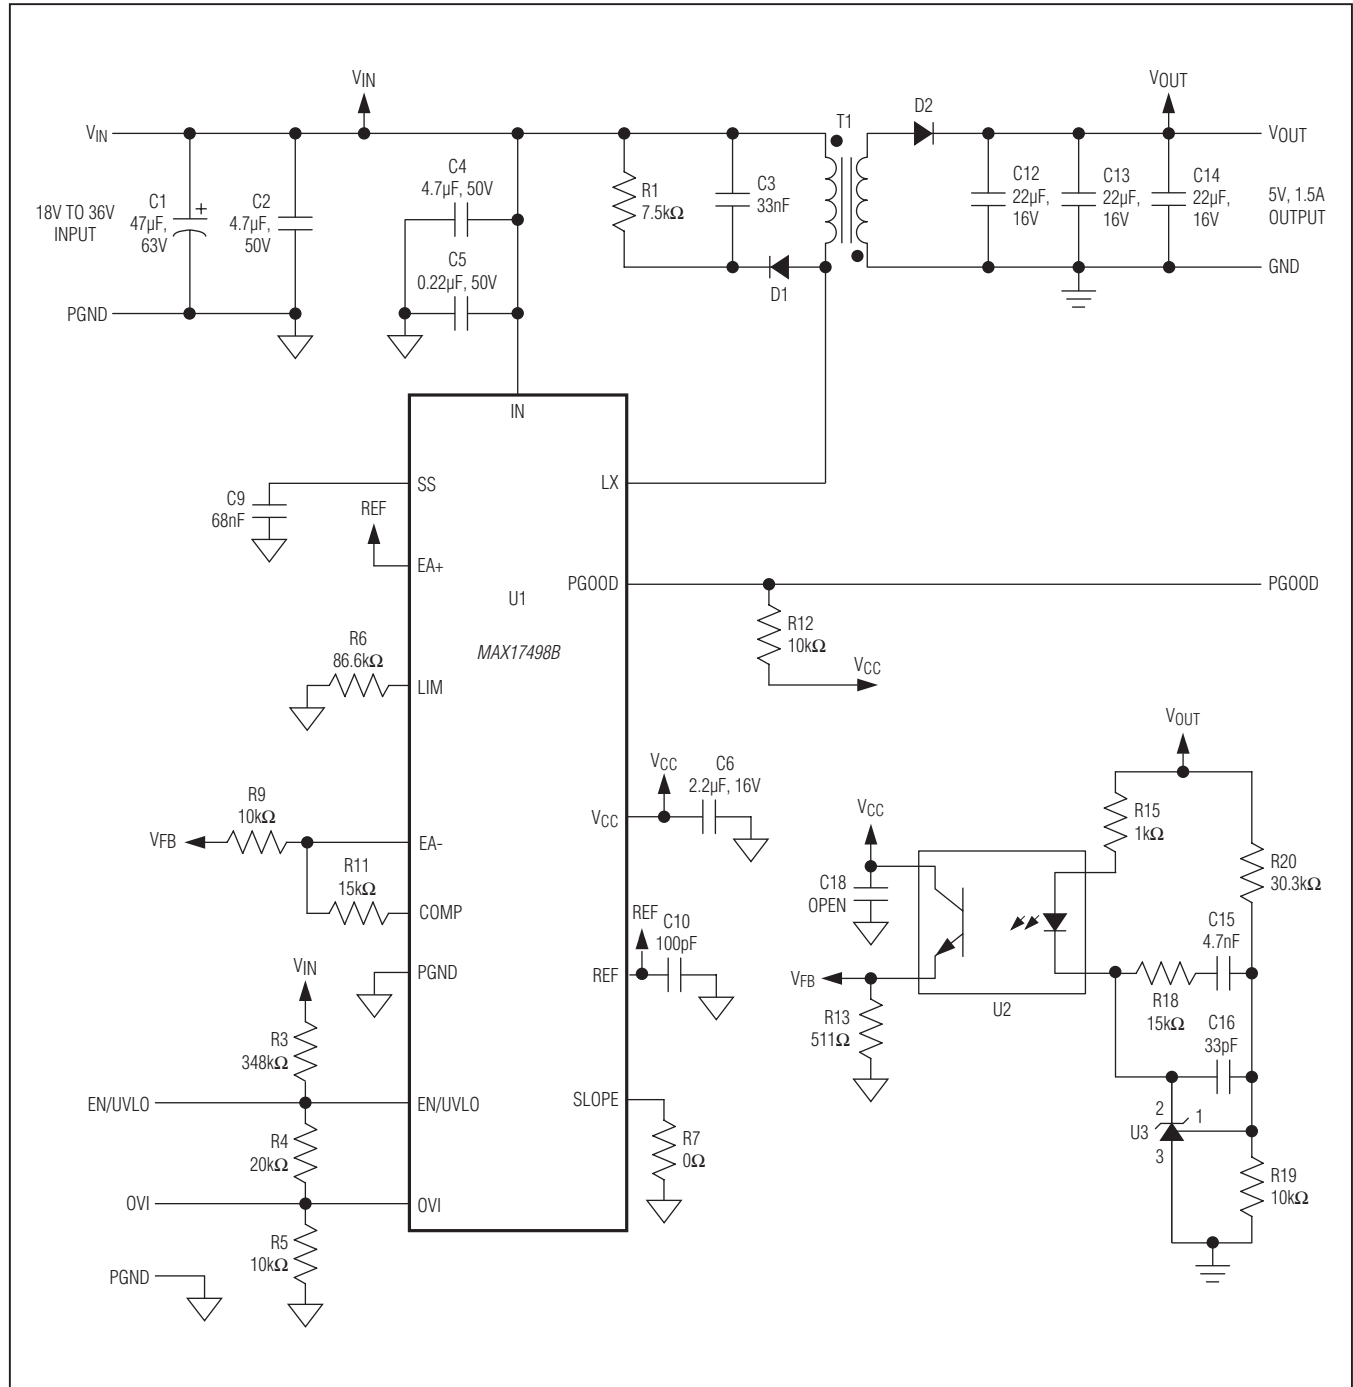 VIN
VOUT
D2
T1
VIN
VOUT
C4
4.7µF, 50V
C12
22µF,
16V
C13
22µF,
16V
C14
22µF,
16V
R1
7.5kΩ
C3
33nF
18V TO 36V
INPUT
C1
47µF,
63V
+
C2
4.7µF,
50V
5V, 1.5A
OUTPUT
C5
0.22µF, 50V
D1
GND
PGND
IN
SS
LX
C9
68nF
REF
EA+
PGOOD
PGOOD
U1
MAX17498B
R12
10kΩ
VCC
R6
86.6kΩ
LIM
VOUT
VCC
C6
2.2µF, 16V
VCC
R9
10kΩ
VFB
EA-
VCC
R15
1kΩ
R11
15kΩ
COMP
C18
OPEN
R20
30.3kΩ
REF
C10
100pF
C15
4.7nF
PGND
REF
VFB
U2
R18
15kΩ
VIN
R13
511Ω
C16
33pF
R3
348kΩ
EN/UVLO
EN/UVLO
SLOPE
R7
0Ω
2
1
U3
3
R4
20kΩ
R19
10kΩ
OVI
OVI
R5
10kΩ
PGND